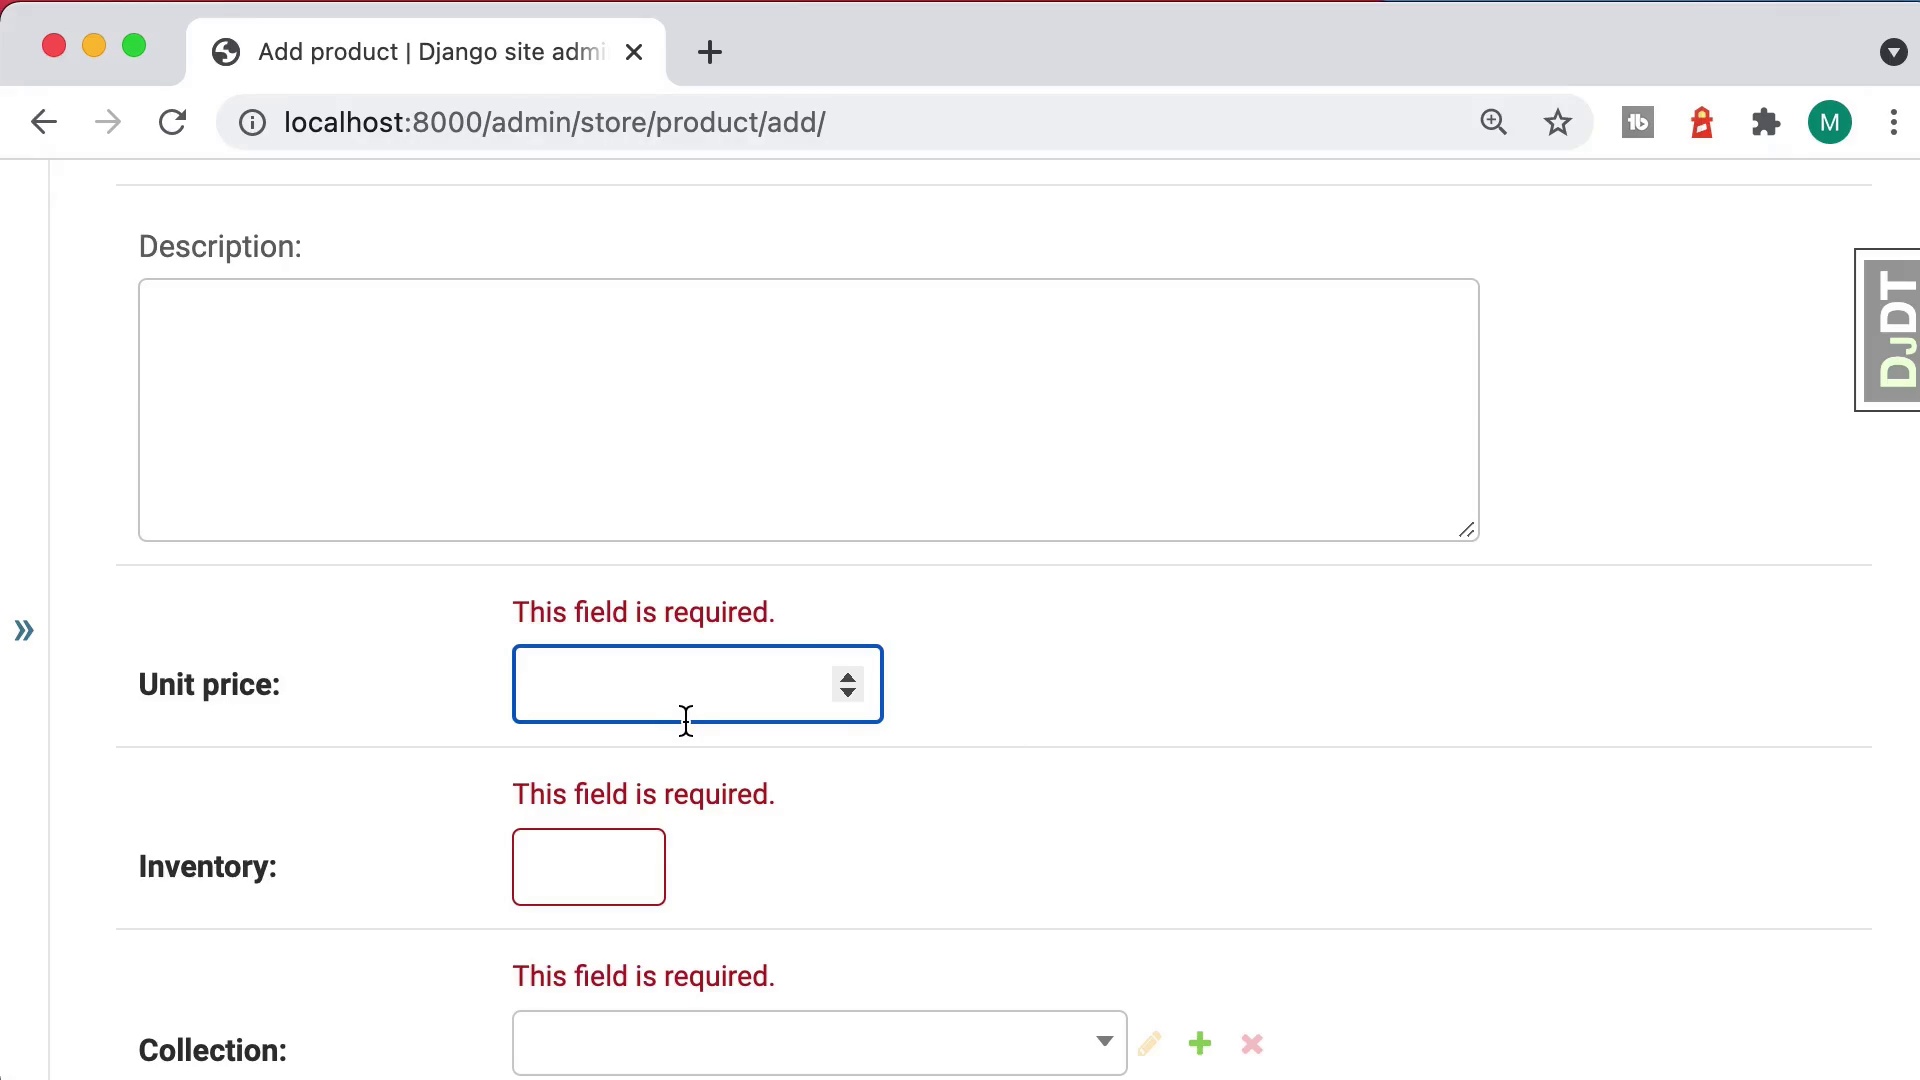 Add product | Django site admi
localhost:8000/admin/store/product/add/
tb
M
Description:
DJDT
This field is required.
Unit price:
This field is required.
Inventory:
This field is required.
Collection: